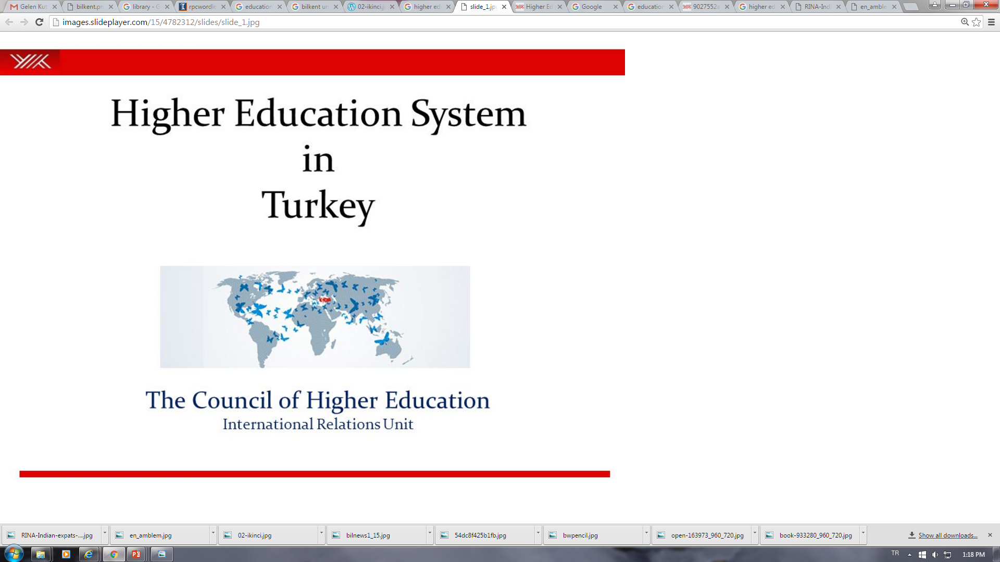 Gelen Kut
bilkent.pn
library - G
rpcwordle
education
bilkent un
02-ikinci.j
higher ed
slide_1.jp
Higher Ed
Google
education
9027552a
higher ed
RINA-Indi
en_amble
images.slideplayer.com/15/4782312/slides/slide_1.jpg
Higher Education System
in
Turkey
The Council of Higher Education
International Relations Unit
RINA-Indian-expats-....jpg
en_amblem.jpg
02-ikinci.jpg
bilnews1_15.jpg
54dc8f425b1fb.jpg
bwpencil.jpg
open-163973_960_720.jpg
book-933280_960_720.jpg
Show all downloads...
TR
1:18 PM